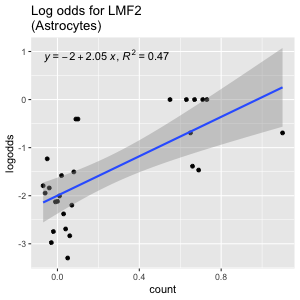 Log odds for LMF2
(Astrocytes)
y = −2 + 2.05 x, R² = 0.47
1
0
-1
-2
-3
0.0 0.4 0.8
count
logodds